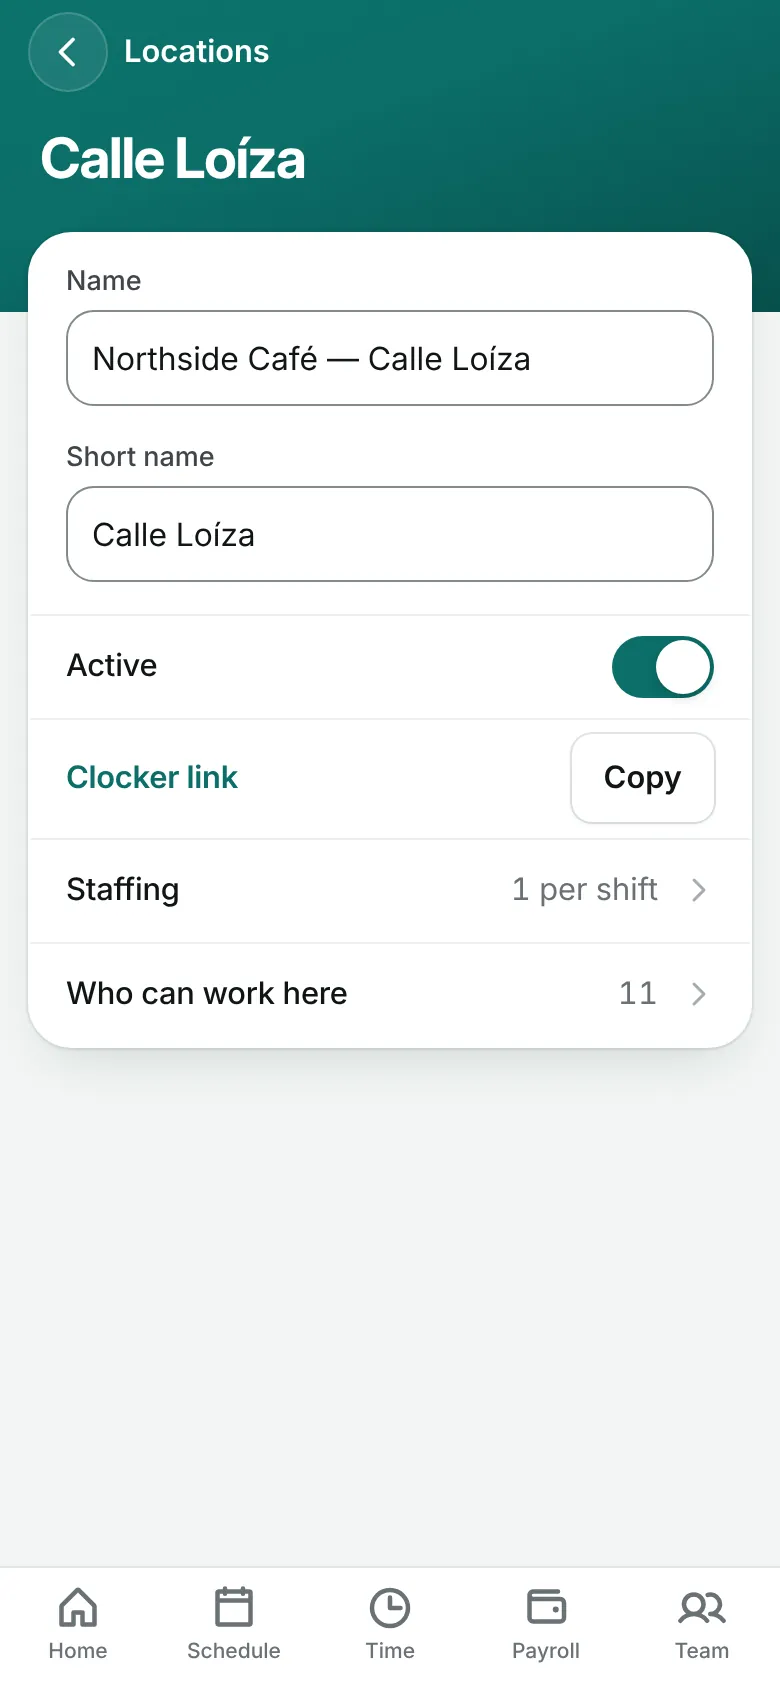 Locations
Calle Loíza
Name
Northside Café — Calle Loíza
Short name
Calle Loíza
Active
Clocker link
Copy
Staffing
1 per shift
Who can work here
11
Home
Schedule
Time
Payroll
Team